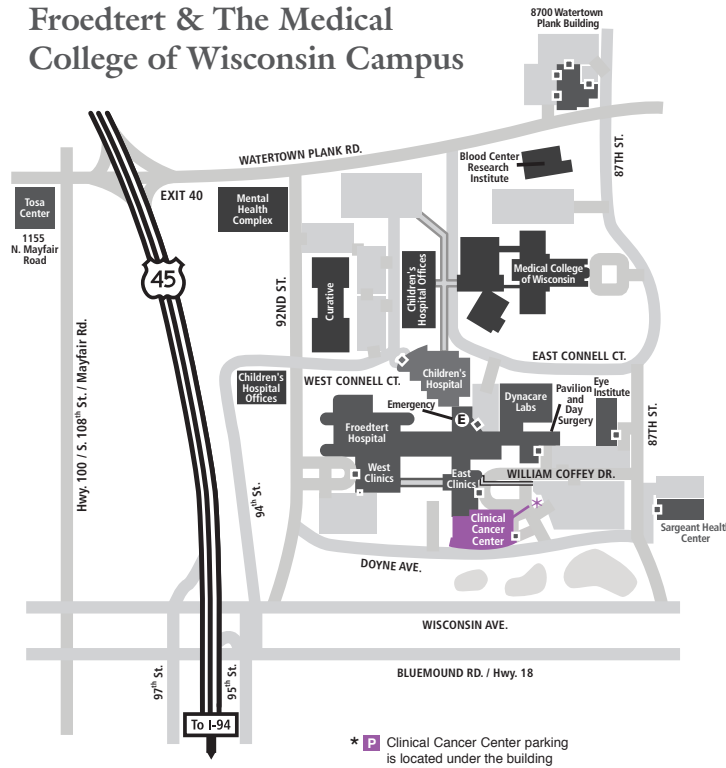 Froedtert & The Medical
College of Wisconsin Campus
8700 Watertown
Plank Building
WATERTOWN PLANK RD.
87TH ST.
Blood Center
Research
Institute
EXIT 40
Tosa
Center
1155
N. Mayfair
Road
Mental
Health
Complex
45
92ND ST.
Curative
Children's
Hospital Offices
Medical College
of Wisconsin
Hwy. 100 / S. 108th St. / Mayfair Rd.
EAST CONNELL CT.
WEST CONNELL CT.
Children's
Hospital
Children's
Hospital
Offices
Emergency
E
Dynacare
Labs
Pavilion
and
Day
Surgery
Eye
Institute
87TH ST.
Froedtert
Hospital
West
Clinics
East
Clinics
WILLIAM COFFEY DR.
94th St.
Clinical
Cancer
Center
*
Sargeant Health
Center
DOYNE AVE.
WISCONSIN AVE.
BLUEMOUND RD. / Hwy. 18
97th St.
95th St.
To I-94
* P Clinical Cancer Center parking
is located under the building